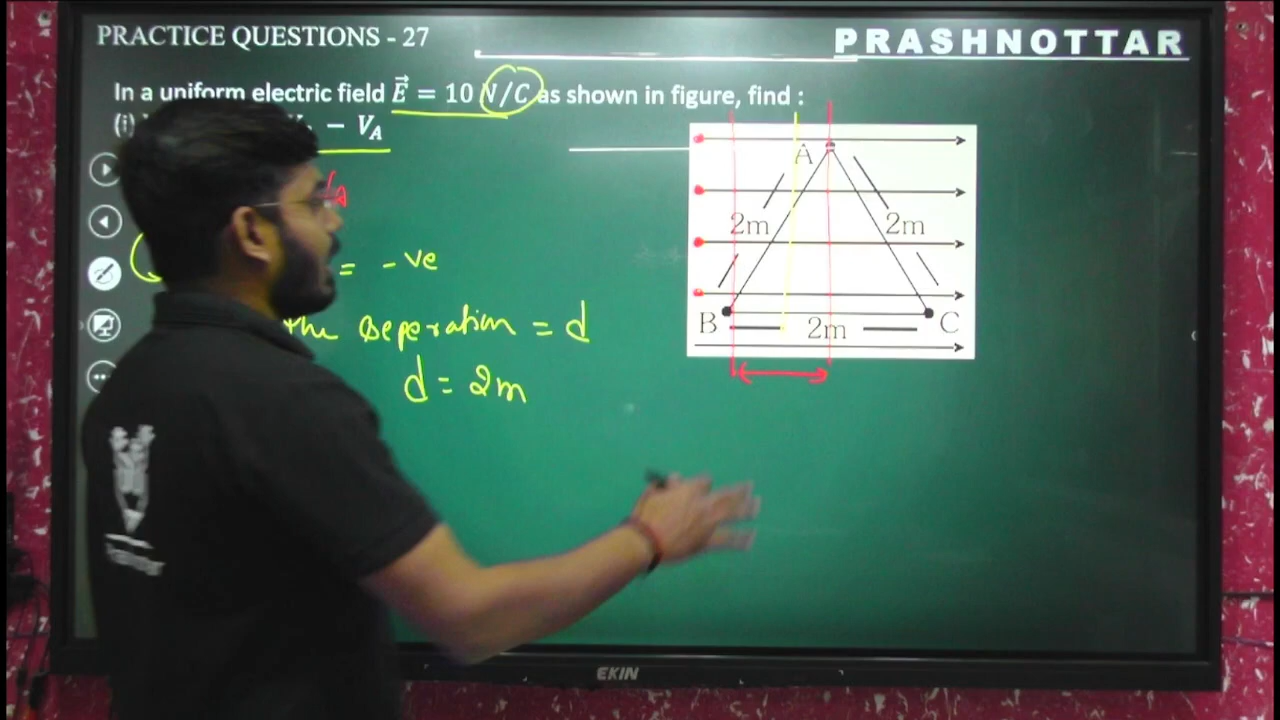 PRACTICE QUESTIONS - 27
PRASHNOTTAR
In a uniform electric field E⃗ = 10 N/C as shown in figure, find :
(i) − V_A
A
2m 2m
B 2m C
= -ve
the seperation = d
d = 2m
EKIN